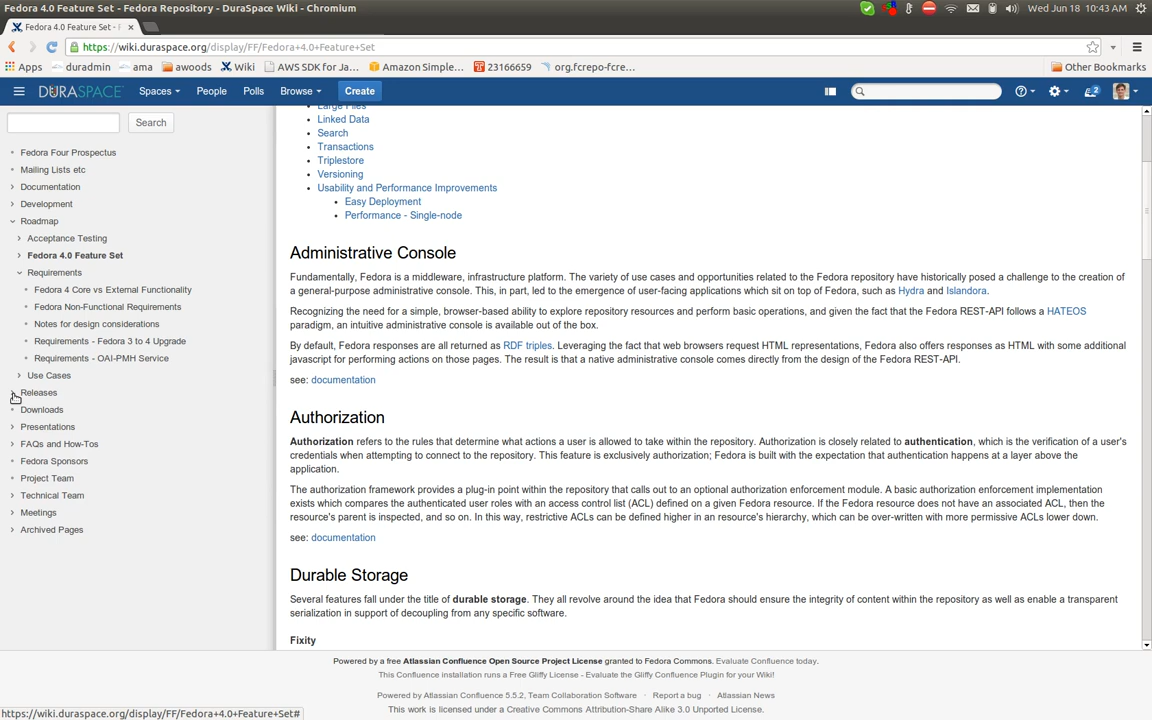 Fedora 4.0 Feature Set - Fedora Repository - DuraSpace Wiki - Chromium
Wed Jun 18 10:43 AM
Fedora 4.0 Feature Set - F
https://wiki.duraspace.org/display/FF/Fedora+4.0+Feature+Set
Apps duradmin ama awoods Wiki AWS SDK for Ja... Amazon Simple... 23166659 org.fcrepo-fcre... Other Bookmarks
DURASPACE Spaces People Polls Browse Create 2
Search
Fedora Four Prospectus
Mailing Lists etc
Documentation
Development
Roadmap
Acceptance Testing
Fedora 4.0 Feature Set
Requirements
Fedora 4 Core vs External Functionality
Fedora Non-Functional Requirements
Notes for design considerations
Requirements - Fedora 3 to 4 Upgrade
Requirements - OAI-PMH Service
Use Cases
Releases
Downloads
Presentations
FAQs and How-Tos
Fedora Sponsors
Project Team
Technical Team
Meetings
Archived Pages
Large Files
Linked Data
Search
Transactions
Triplestore
Versioning
Usability and Performance Improvements
Easy Deployment
Performance - Single-node
Administrative Console
Fundamentally, Fedora is a middleware, infrastructure platform. The variety of use cases and opportunities related to the Fedora repository have historically posed a challenge to the creation of
a general-purpose administrative console. This, in part, led to the emergence of user-facing applications which sit on top of Fedora, such as Hydra and Islandora.
Recognizing the need for a simple, browser-based ability to explore repository resources and perform basic operations, and given the fact that the Fedora REST-API follows a HATEOS
paradigm, an intuitive administrative console is available out of the box.
By default, Fedora responses are all returned as RDF triples. Leveraging the fact that web browsers request HTML representations, Fedora also offers responses as HTML with some additional
javascript for performing actions on those pages. The result is that a native administrative console comes directly from the design of the Fedora REST-API.
see: documentation
Authorization
Authorization refers to the rules that determine what actions a user is allowed to take within the repository. Authorization is closely related to authentication, which is the verification of a user's
credentials when attempting to connect to the repository. This feature is exclusively authorization; Fedora is built with the expectation that authentication happens at a layer above the
application.
The authorization framework provides a plug-in point within the repository that calls out to an optional authorization enforcement module. A basic authorization enforcement implementation
exists which compares the authenticated user roles with an access control list (ACL) defined on a given Fedora resource. If the Fedora resource does not have an associated ACL, then the
resource's parent is inspected, and so on. In this way, restrictive ACLs can be defined higher in an resource's hierarchy, which can be over-written with more permissive ACLs lower down.
see: documentation
Durable Storage
Several features fall under the title of durable storage. They all revolve around the idea that Fedora should ensure the integrity of content within the repository as well as enable a transparent
serialization in support of decoupling from any specific software.
Fixity
Powered by a free Atlassian Confluence Open Source Project License granted to Fedora Commons. Evaluate Confluence today.
This Confluence installation runs a Free Gliffy License - Evaluate the Gliffy Confluence Plugin for your Wiki!
Powered by Atlassian Confluence 5.5.2, Team Collaboration Software · Report a bug · Atlassian News
This work is licensed under a Creative Commons Attribution-Share Alike 3.0 Unported License.
https://wiki.duraspace.org/display/FF/Fedora+4.0+Feature+Set#